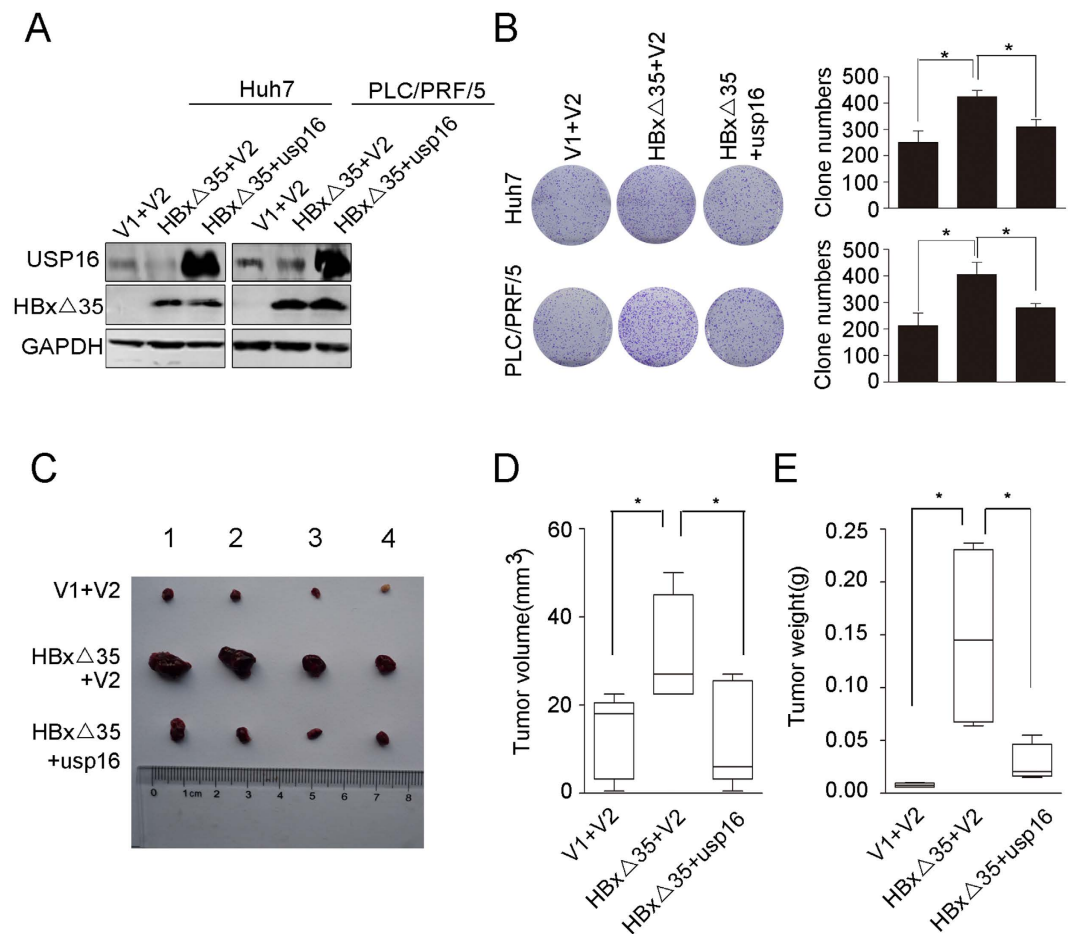 A
Huh7
PLC/PRF/5
V1+V2
HBx△35+V2
HBx△35+usp16
V1+V2
HBx△35+V2
HBx△35+usp16
USP16
HBx△35
GAPDH
B
V1+V2
HBx△35+V2
HBx△35
+usp16
Huh7
PLC/PRF/5
* *
Clone numbers
500
400
300
200
100
0
* *
Clone numbers
500
400
300
200
100
0
C
1 2 3 4
V1+V2
HBx△35
+V2
HBx△35
+usp16
0 1cm 2 3 4 5 6 7 8
D
* *
Tumor volume(mm³)
60
40
20
0
V1+V2
HBx△35+V2
HBx△35+usp16
E
* *
Tumor weight(g)
0.25
0.20
0.15
0.10
0.05
0.00
V1+V2
HBx△35+V2
HBx△35+usp16